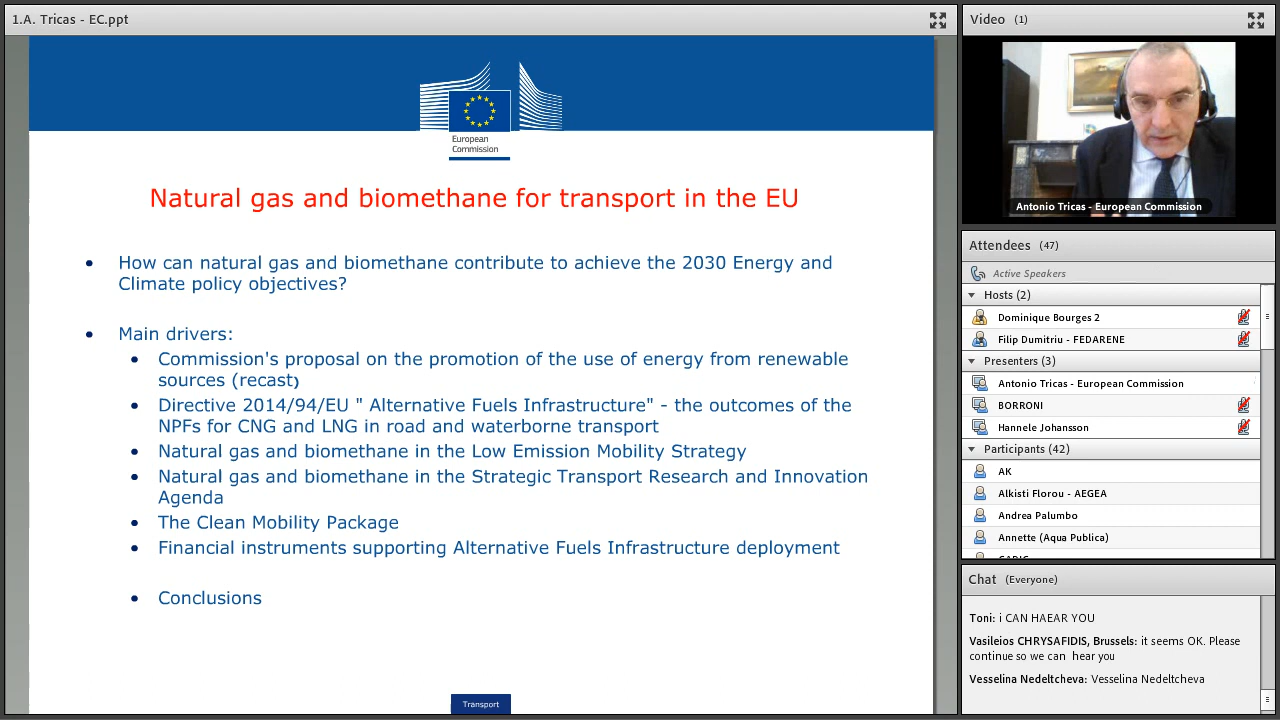 1.A. Tricas - EC.ppt
European
Commission
Natural gas and biomethane for transport in the EU
• How can natural gas and biomethane contribute to achieve the 2030 Energy and
Climate policy objectives?
• Main drivers:
• Commission's proposal on the promotion of the use of energy from renewable
sources (recast)
• Directive 2014/94/EU " Alternative Fuels Infrastructure" - the outcomes of the
NPFs for CNG and LNG in road and waterborne transport
• Natural gas and biomethane in the Low Emission Mobility Strategy
• Natural gas and biomethane in the Strategic Transport Research and Innovation
Agenda
• The Clean Mobility Package
• Financial instruments supporting Alternative Fuels Infrastructure deployment
• Conclusions
Transport
Video (1)
Antonio Tricas - European Commission
Attendees (47)
Active Speakers
Hosts (2)
Dominique Bourges 2
Filip Dumitriu - FEDARENE
Presenters (3)
Antonio Tricas - European Commission
BORRONI
Hannele Johansson
Participants (42)
AK
Alkisti Florou - AEGEA
Andrea Palumbo
Annette (Aqua Publica)
Chat (Everyone)
Toni: i CAN HAEAR YOU
Vasileios CHRYSAFIDIS, Brussels: it seems OK. Please
continue so we can hear you
Vesselina Nedeltcheva: Vesselina Nedeltcheva